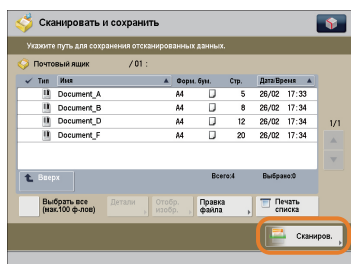 Сканировать и сохранить
Укажите путь для сохранения отсканированных данных.
Почтовый ящик / 01 :
Тип Имя Форм. бум. Стр. Дата/Время
Document_A A4 5 26/02 17:33
Document_B A4 8 26/02 17:34
Document_D A4 12 26/02 17:34
Document_F A4 20 26/02 17:34
1/1
Вверх Всего:4 Выбрано:0
Выбрать все (мак.100 ф-лов) Детали Отобр. изобр. Правка файла Печать списка
Сканиров.